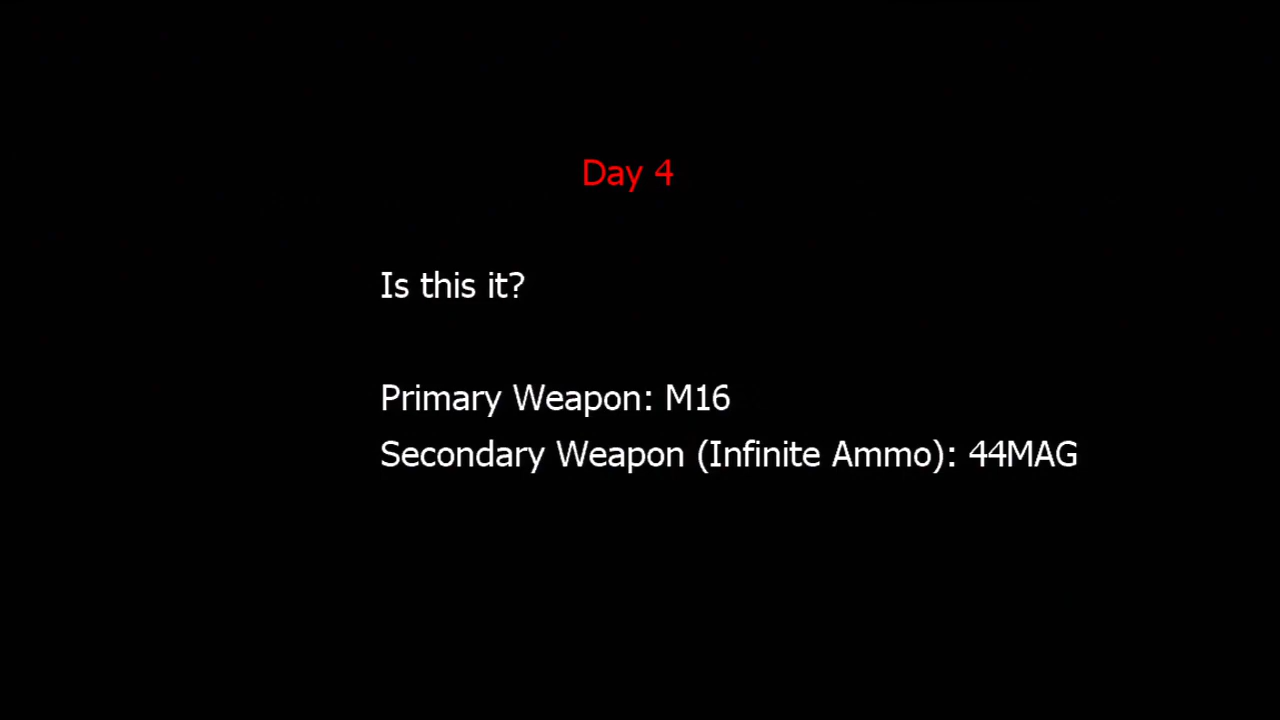 Day 4
Is this it?
Primary Weapon: M16
Secondary Weapon (Infinite Ammo): 44MAG